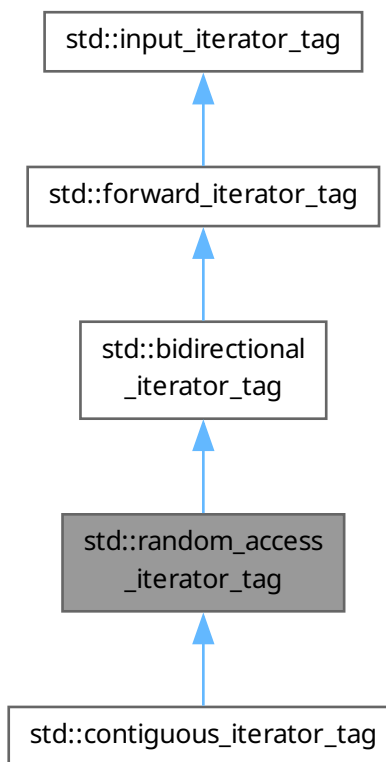 std::input_iterator_tag
std::forward_iterator_tag
std::bidirectional
_iterator_tag
std::random_access
_iterator_tag
std::contiguous_iterator_tag